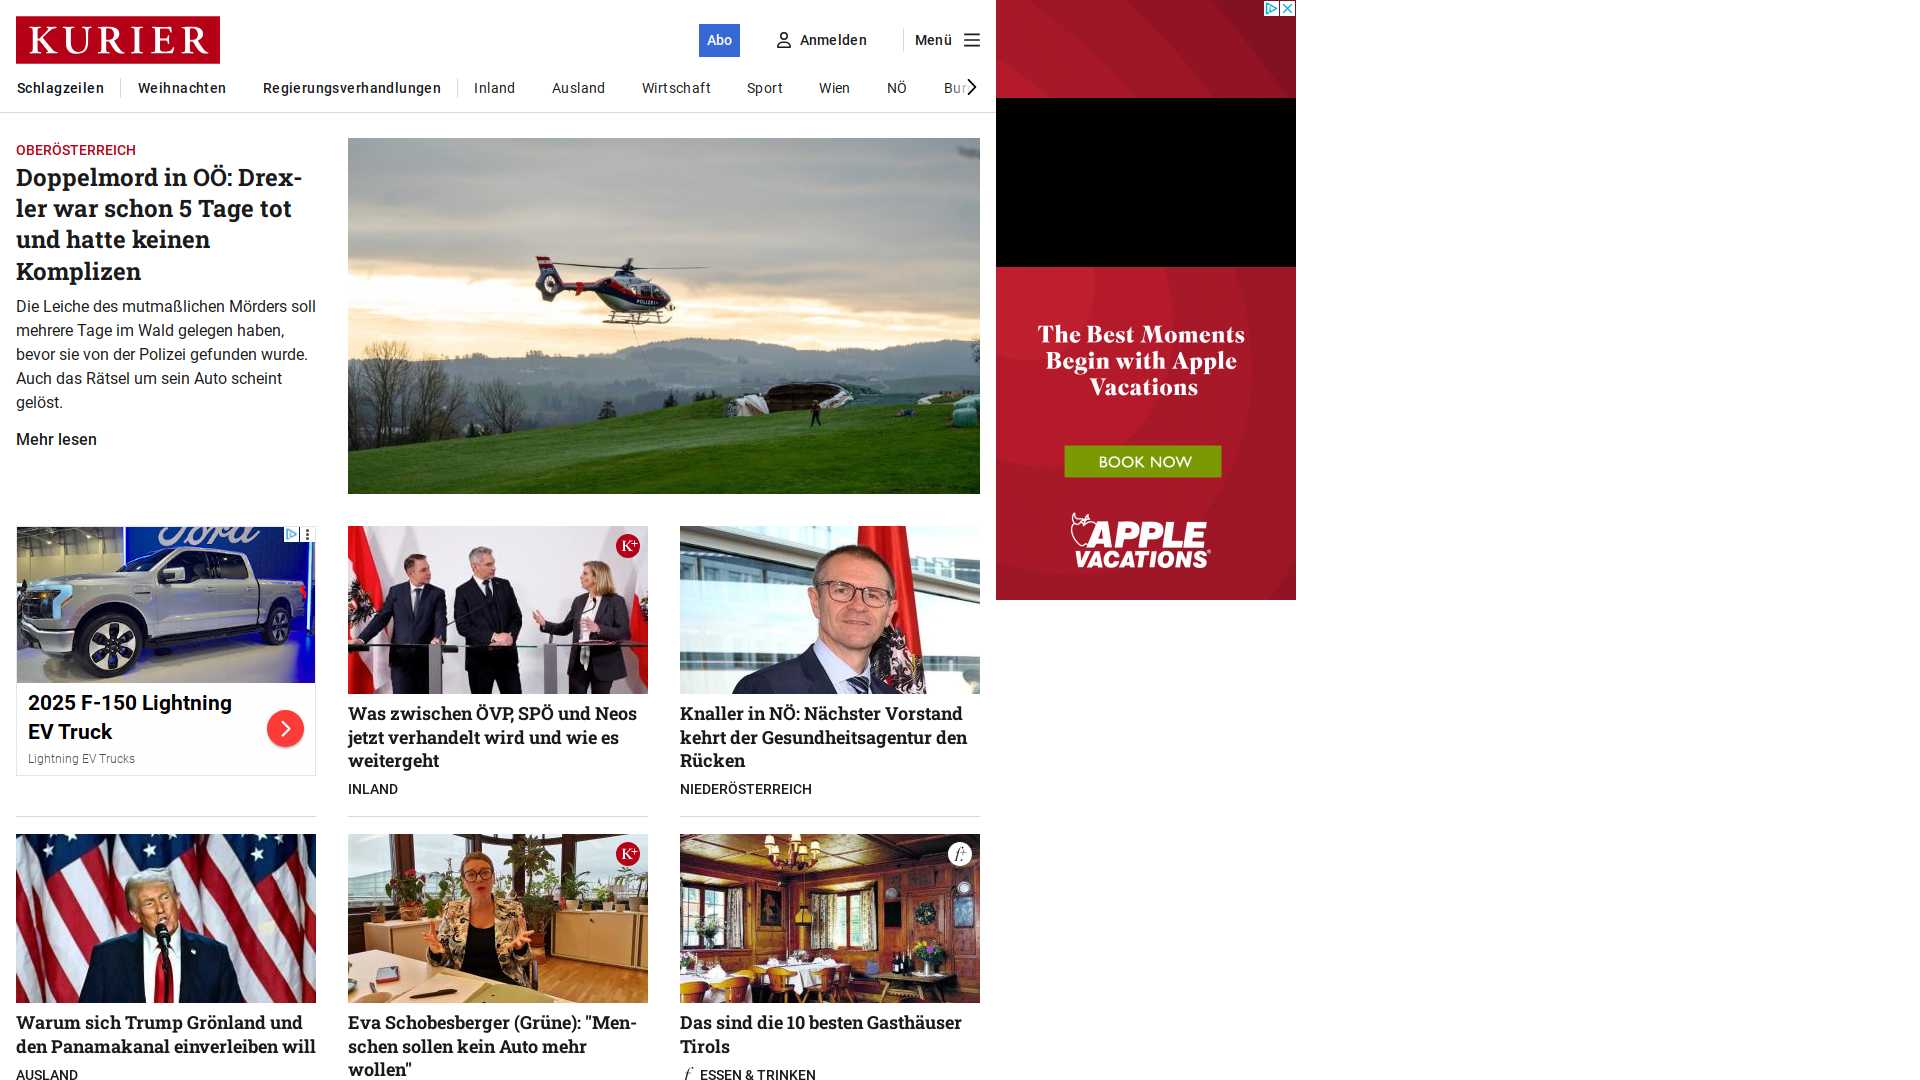 KURIER
Abo
Anmelden
Menü
Schlagzeilen
Weihnachten
Regierungsverhandlungen
Inland
Ausland
Wirtschaft
Sport
Wien
NÖ
OBERÖSTERREICH
Doppelmord in OÖ: Drex-
ler war schon 5 Tage tot
und hatte keinen
Komplizen
Die Leiche des mutmaßlichen Mörders soll
mehrere Tage im Wald gelegen haben,
bevor sie von der Polizei gefunden wurde.
Auch das Rätsel um sein Auto scheint
gelöst.
Mehr lesen
POLIZEI
The Best Moments
Begin with Apple
Vacations
BOOK NOW
APPLE
VACATIONS
Ford
2025 F-150 Lightning
EV Truck
Lightning EV Trucks
K+
Was zwischen ÖVP, SPÖ und Neos
jetzt verhandelt wird und wie es
weitergeht
INLAND
Knaller in NÖ: Nächster Vorstand
kehrt der Gesundheitsagentur den
Rücken
NIEDERÖSTERREICH
Warum sich Trump Grönland und
den Panamakanal einverleiben will
AUSLAND
K+
Eva Schobesberger (Grüne): "Men-
schen sollen kein Auto mehr
wollen"
f+
Das sind die 10 besten Gasthäuser
Tirols
f ESSEN & TRINKEN